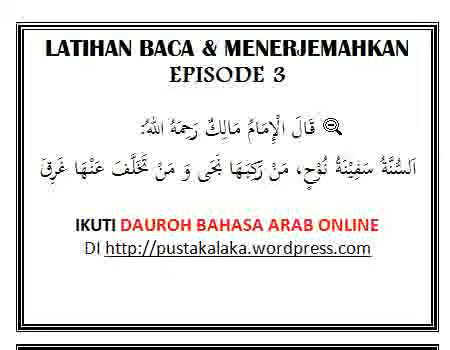 LATIHAN BACA & MENERJEMAHKAN
EPISODE 3
قَالَ الْإِمَامُ مَالِكٌ رَحِمَهُ اللهُ:
اَلسُّنَّةُ سَفِيْنَةُ نُوْحٍ، مَنْ رَكِبَهَا نَجَى وَ مَنْ تَخَلَّفَ عَنْهَا غَرِقَ
IKUTI DAUROH BAHASA ARAB ONLINE
DI http://pustakalaka.wordpress.com